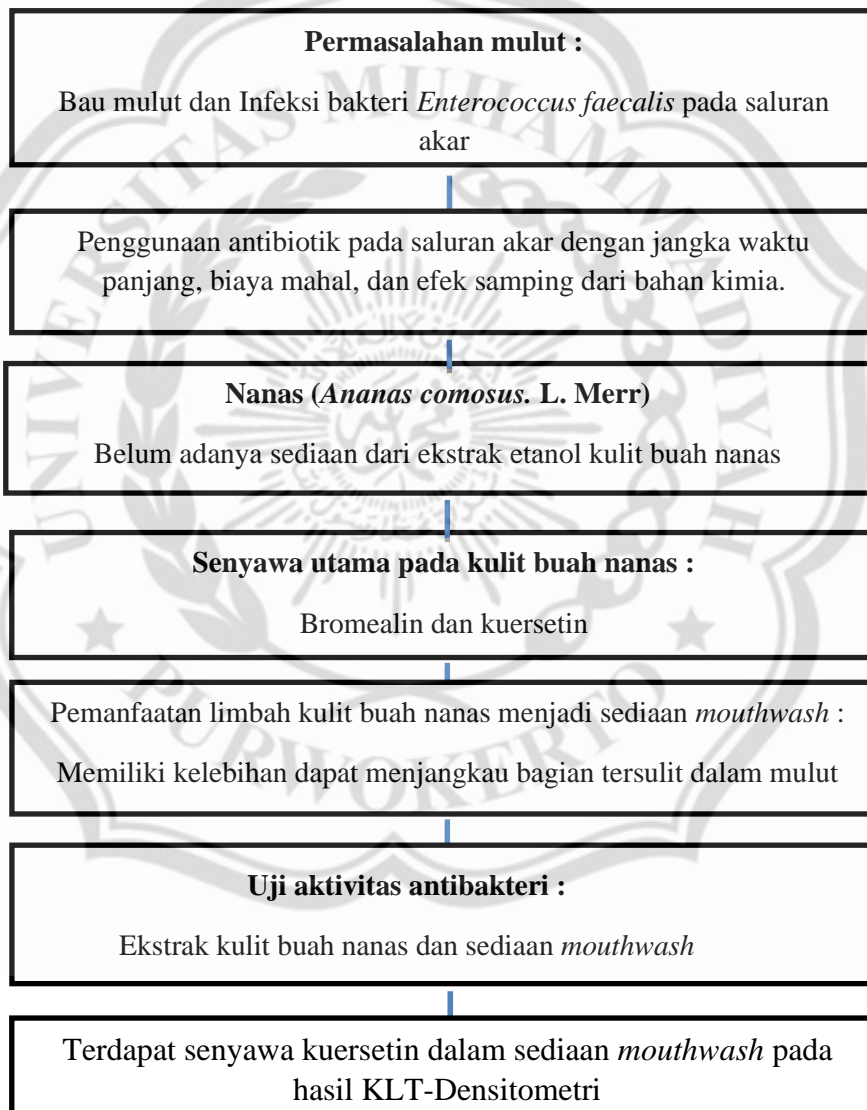 Permasalahan mulut :
Bau mulut dan Infeksi bakteri Enterococcus faecalis pada saluran
akar
Penggunaan antibiotik pada saluran akar dengan jangka waktu
panjang, biaya mahal, dan efek samping dari bahan kimia.
Nanas (Ananas comosus. L. Merr)
Belum adanya sediaan dari ekstrak etanol kulit buah nanas
Senyawa utama pada kulit buah nanas :
Bromealin dan kuersetin
Pemanfaatan limbah kulit buah nanas menjadi sediaan mouthwash :
Memiliki kelebihan dapat menjangkau bagian tersulit dalam mulut
Uji aktivitas antibakteri :
Ekstrak kulit buah nanas dan sediaan mouthwash
Terdapat senyawa kuersetin dalam sediaan mouthwash pada
hasil KLT-Densitometri
UNIVERSITAS MUHAMMADIYAH
PURWOKERTO